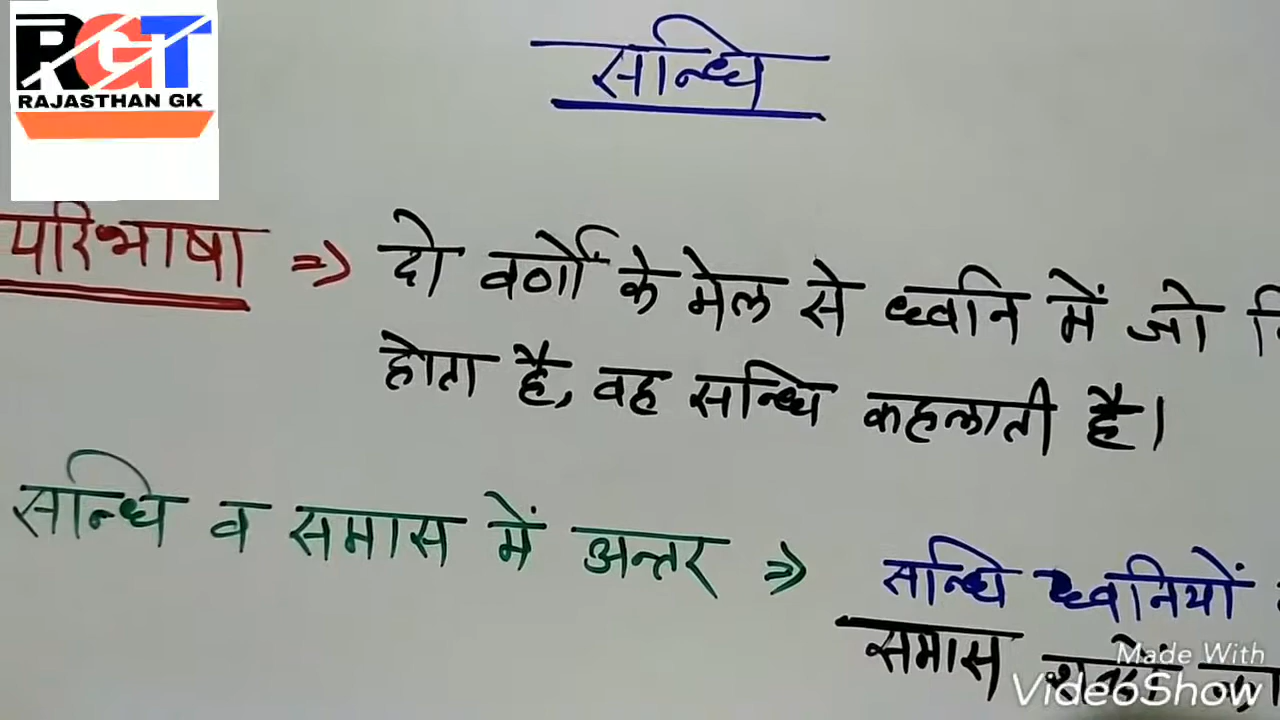 RGT
RAJASTHAN GK
सन्धि
परिभाषा => दो वर्णों के मेल से ध्वनि में जो
होता है, वह सन्धि कहलाती है।
सन्धि व समास में अन्तर => सन्धि ध्वनियों
समास शब्दों का
Made With
VideoShow